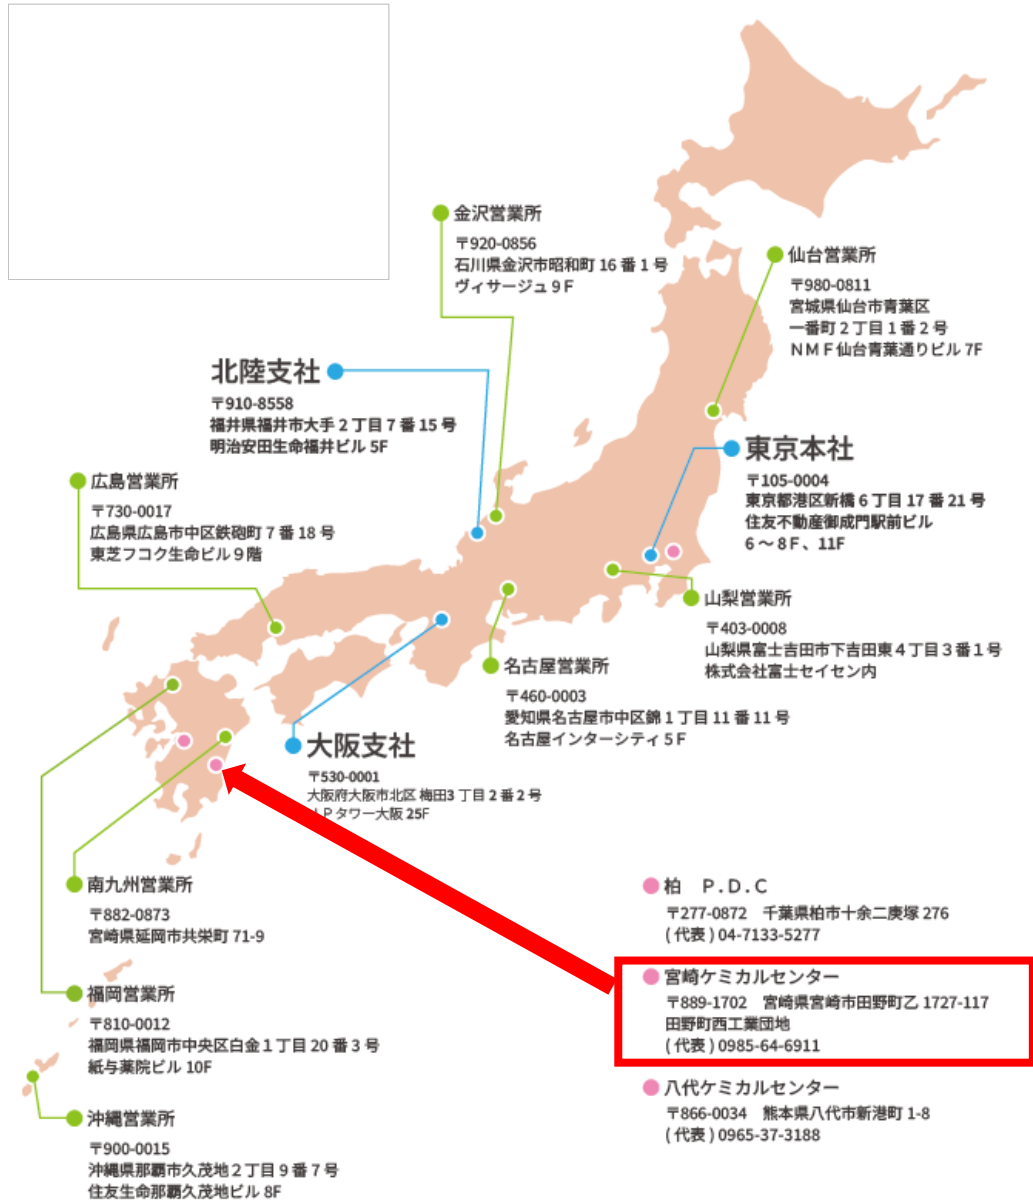 金沢営業所
〒920-0856
石川県金沢市昭和町 16 番 1 号
ヴィサージュ 9 F
仙台営業所
〒980-0811
宮城県仙台市青葉区
一番町 2 丁目 1 番 2 号
ＮＭＦ仙台青葉通りビル 7F
北陸支社
〒910-8558
福井県福井市大手 2 丁目 7 番 15 号
明治安田生命福井ビル 5F
東京本社
〒105-0004
東京都港区新橋 6 丁目 17 番 21 号
住友不動産御成門駅前ビル
6 ～ 8 F 、11F
広島営業所
〒730-0017
広島県広島市中区鉄砲町 7 番 18 号
東芝フコク生命ビル 9 階
山梨営業所
〒403-0008
山梨県富士吉田市下吉田東 4 丁目 3 番 1 号
株式会社富士セイセン内
名古屋営業所
〒460-0003
愛知県名古屋市中区錦 1 丁目 11 番 11 号
名古屋インターシティ 5 F
大阪支社
〒530-0001
大阪府大阪市北区 梅田3 丁目 2 番 2 号
Ｐタワー大阪 25F
南九州営業所
〒882-0873
宮崎県延岡市共栄町 71-9
福岡営業所
〒810-0012
福岡県福岡市中央区白金 1 丁目 20 番 3 号
紙与薬院ビル 10F
沖縄営業所
〒900-0015
沖縄県那覇市久茂地 2 丁目 9 番 7 号
住友生命那覇久茂地ビル 8F
柏　Ｐ.Ｄ.Ｃ
〒277-0872　千葉県柏市十余二庚塚 276
( 代表 ) 04-7133-5277
宮崎ケミカルセンター
〒889-1702　宮崎県宮崎市田野町乙 1727-117
田野町西工業団地
( 代表 ) 0985-64-6911
八代ケミカルセンター
〒866-0034　熊本県八代市新港町 1-8
( 代表 ) 0965-37-3188